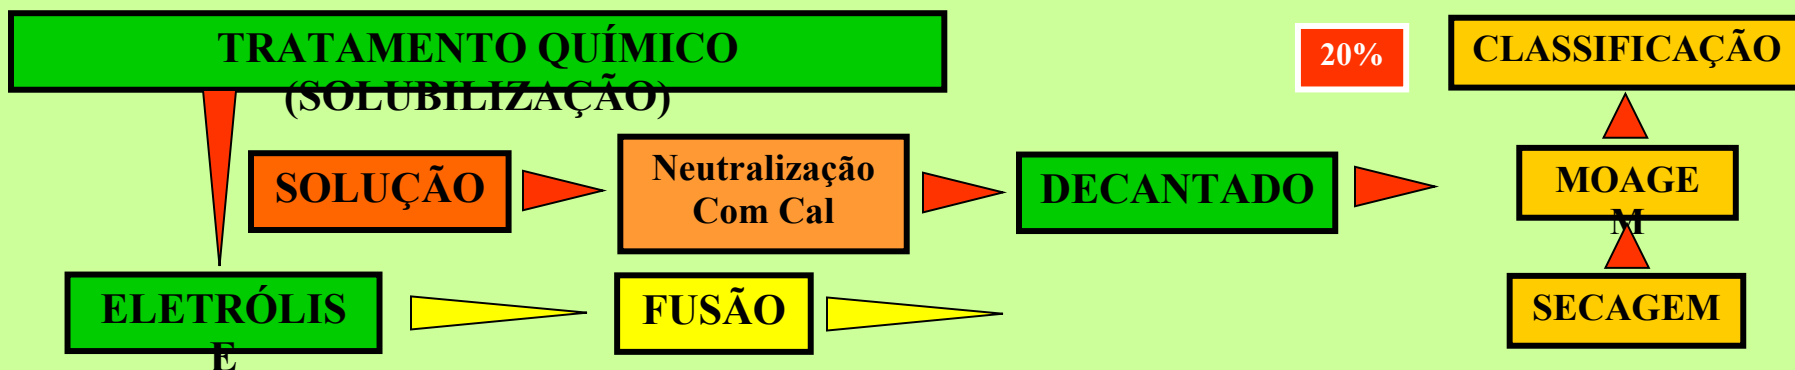 TRATAMENTO QUÍMICO
(SOLUBILIZAÇÃO)
20%
CLASSIFICAÇÃO
SOLUÇÃO
Neutralização
Com Cal
DECANTADO
MOAGE
M
ELETRÓLIS
E
FUSÃO
SECAGEM